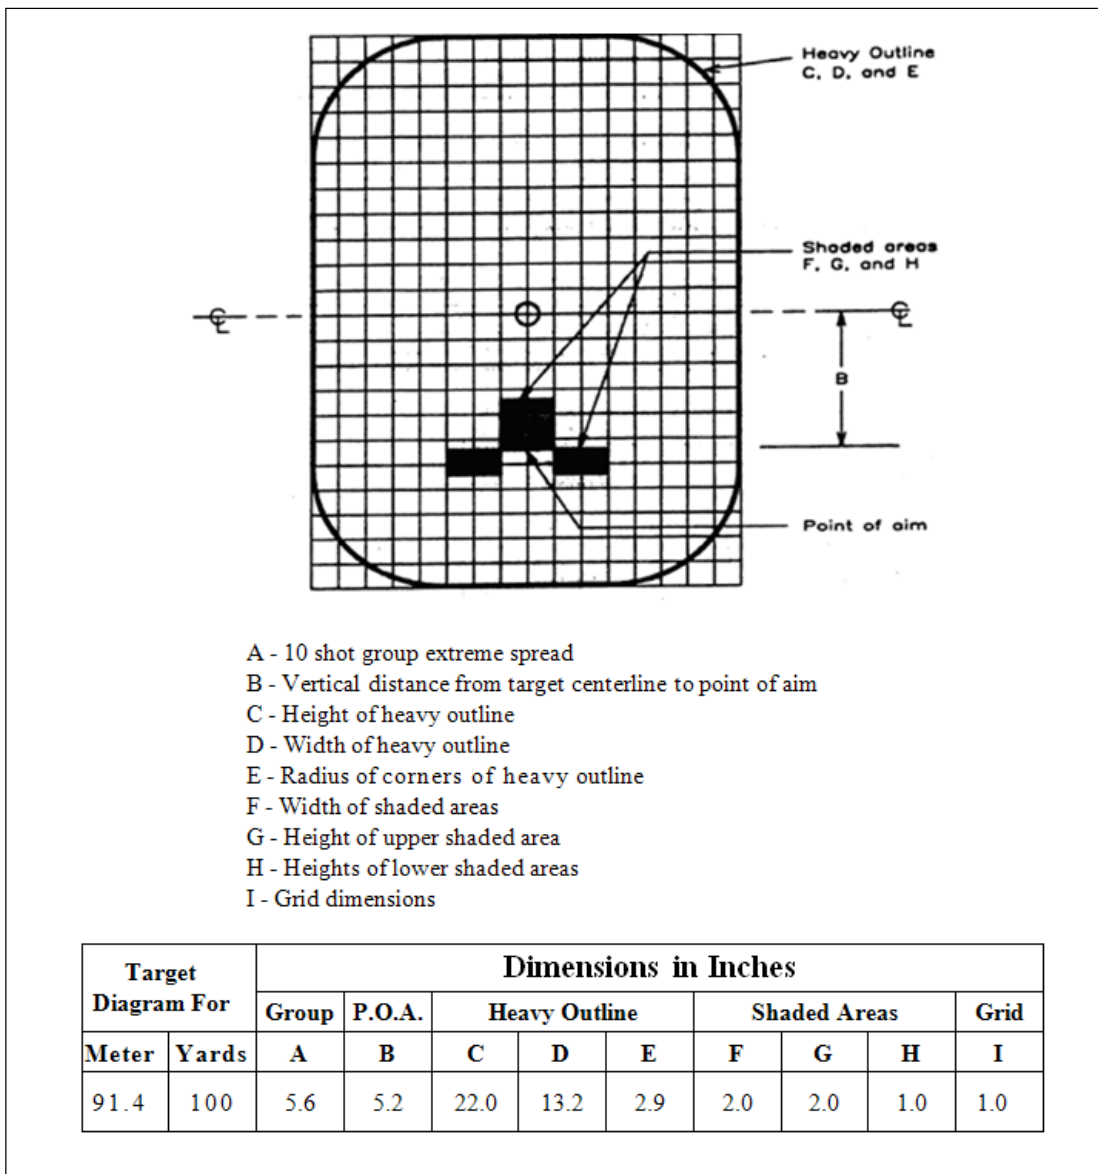 Heavy Outline
C, D, and E
Shaded areas
F, G, and H
℄
℄
B
Point of aim
A - 10 shot group extreme spread
B - Vertical distance from target centerline to point of aim
C - Height of heavy outline
D - Width of heavy outline
E - Radius of corners of heavy outline
F - Width of shaded areas
G - Height of upper shaded area
H - Heights of lower shaded areas
I - Grid dimensions
Target Diagram For
Dimensions in Inches
Group P.O.A. Heavy Outline Shaded Areas Grid
Meter Yards A B C D E F G H I
91.4 100 5.6 5.2 22.0 13.2 2.9 2.0 2.0 1.0 1.0